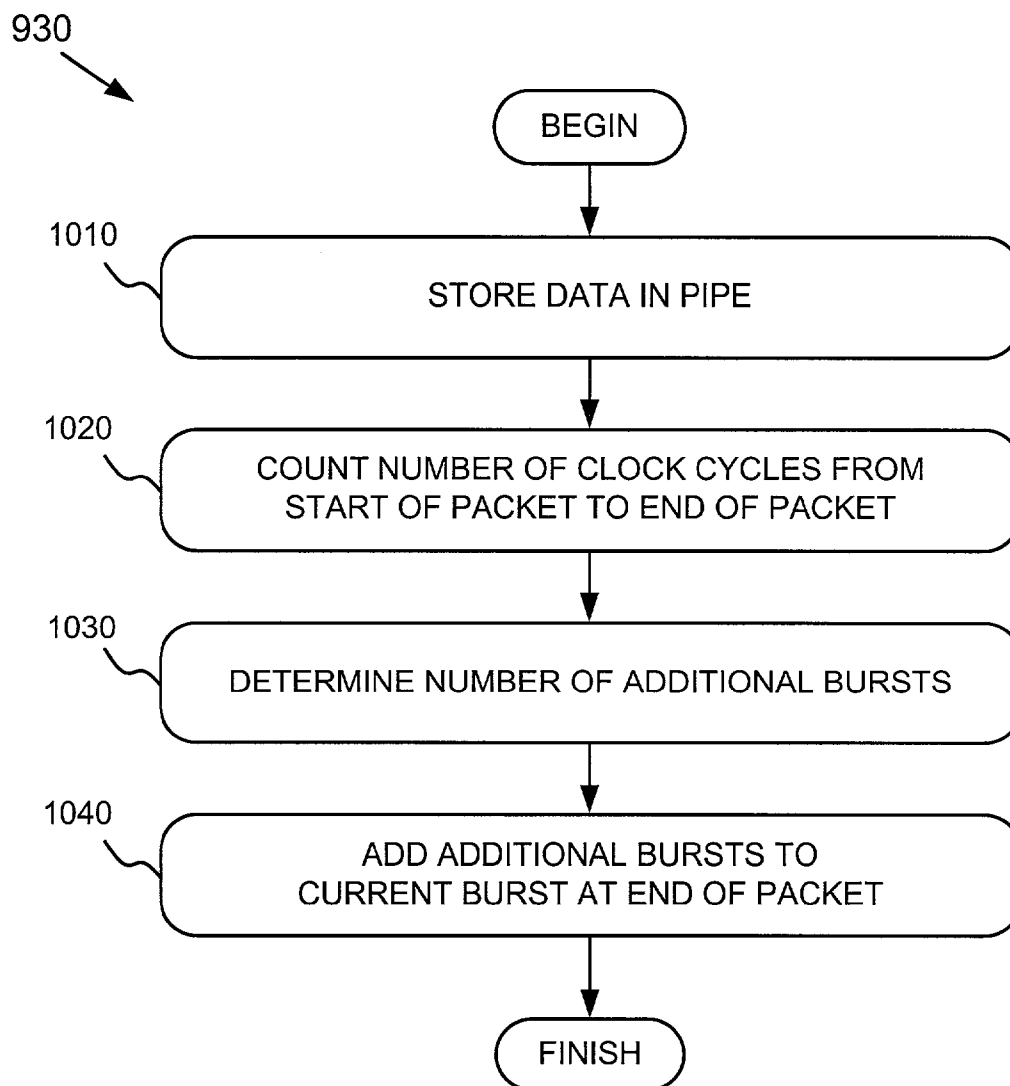 930
BEGIN
1010
STORE DATA IN PIPE
1020
COUNT NUMBER OF CLOCK CYCLES FROM
START OF PACKET TO END OF PACKET
1030
DETERMINE NUMBER OF ADDITIONAL BURSTS
1040
ADD ADDITIONAL BURSTS TO
CURRENT BURST AT END OF PACKET
FINISH